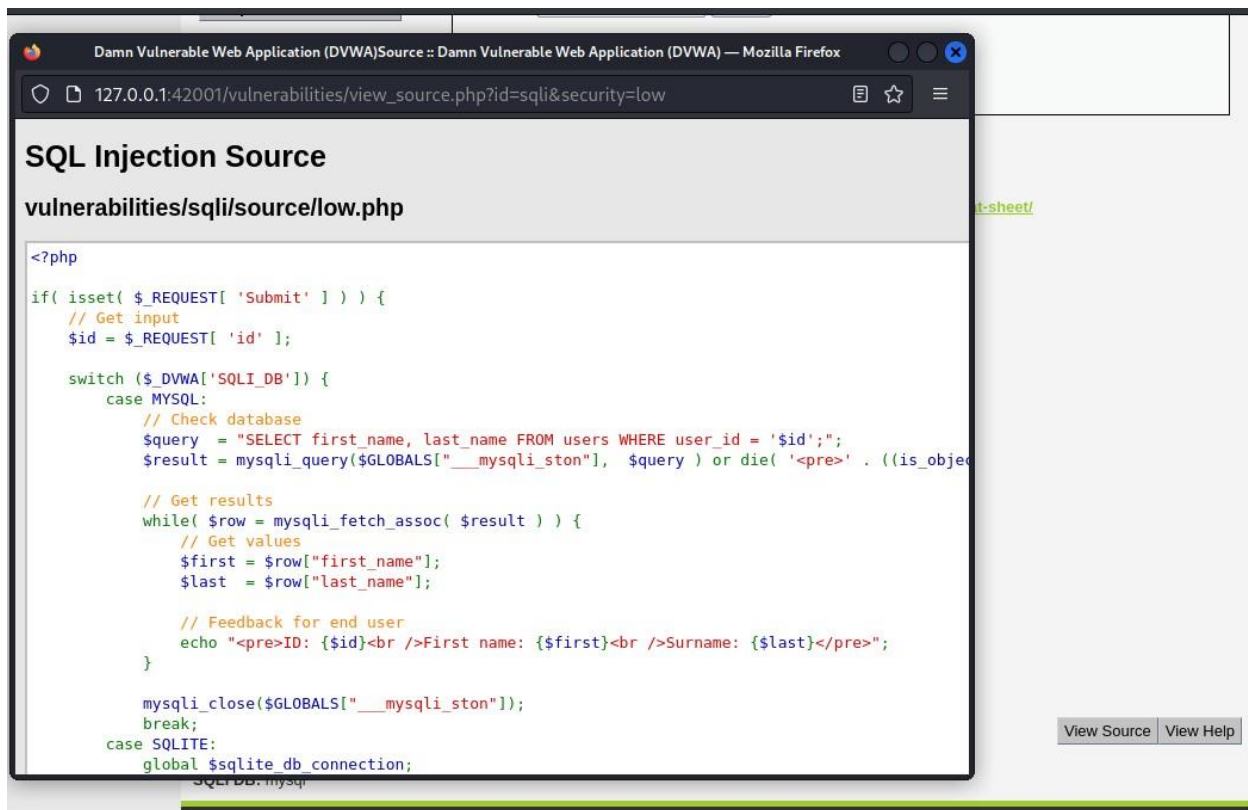 Damn Vulnerable Web Application (DVWA)Source :: Damn Vulnerable Web Application (DVWA) — Mozilla Firefox
127.0.0.1:42001/vulnerabilities/view_source.php?id=sqli&security=low
SQL Injection Source
vulnerabilities/sqli/source/low.php
t-sheet/
<?php
if( isset( $_REQUEST[ 'Submit' ] ) ) {
// Get input
$id = $_REQUEST[ 'id' ];
switch ($_DVWA['SQLI_DB']) {
case MYSQL:
// Check database
$query  = "SELECT first_name, last_name FROM users WHERE user_id = '$id';";
$result = mysqli_query($GLOBALS["___mysqli_ston"],  $query ) or die( '<pre>' . ((is_objec
// Get results
while( $row = mysqli_fetch_assoc( $result ) ) {
// Get values
$first = $row["first_name"];
$last  = $row["last_name"];
// Feedback for end user
echo "<pre>ID: {$id}<br />First name: {$first}<br />Surname: {$last}</pre>";
}
mysqli_close($GLOBALS["___mysqli_ston"]);
break;
case SQLITE:
global $sqlite_db_connection;
View Source View Help
SQLi DB: mysql